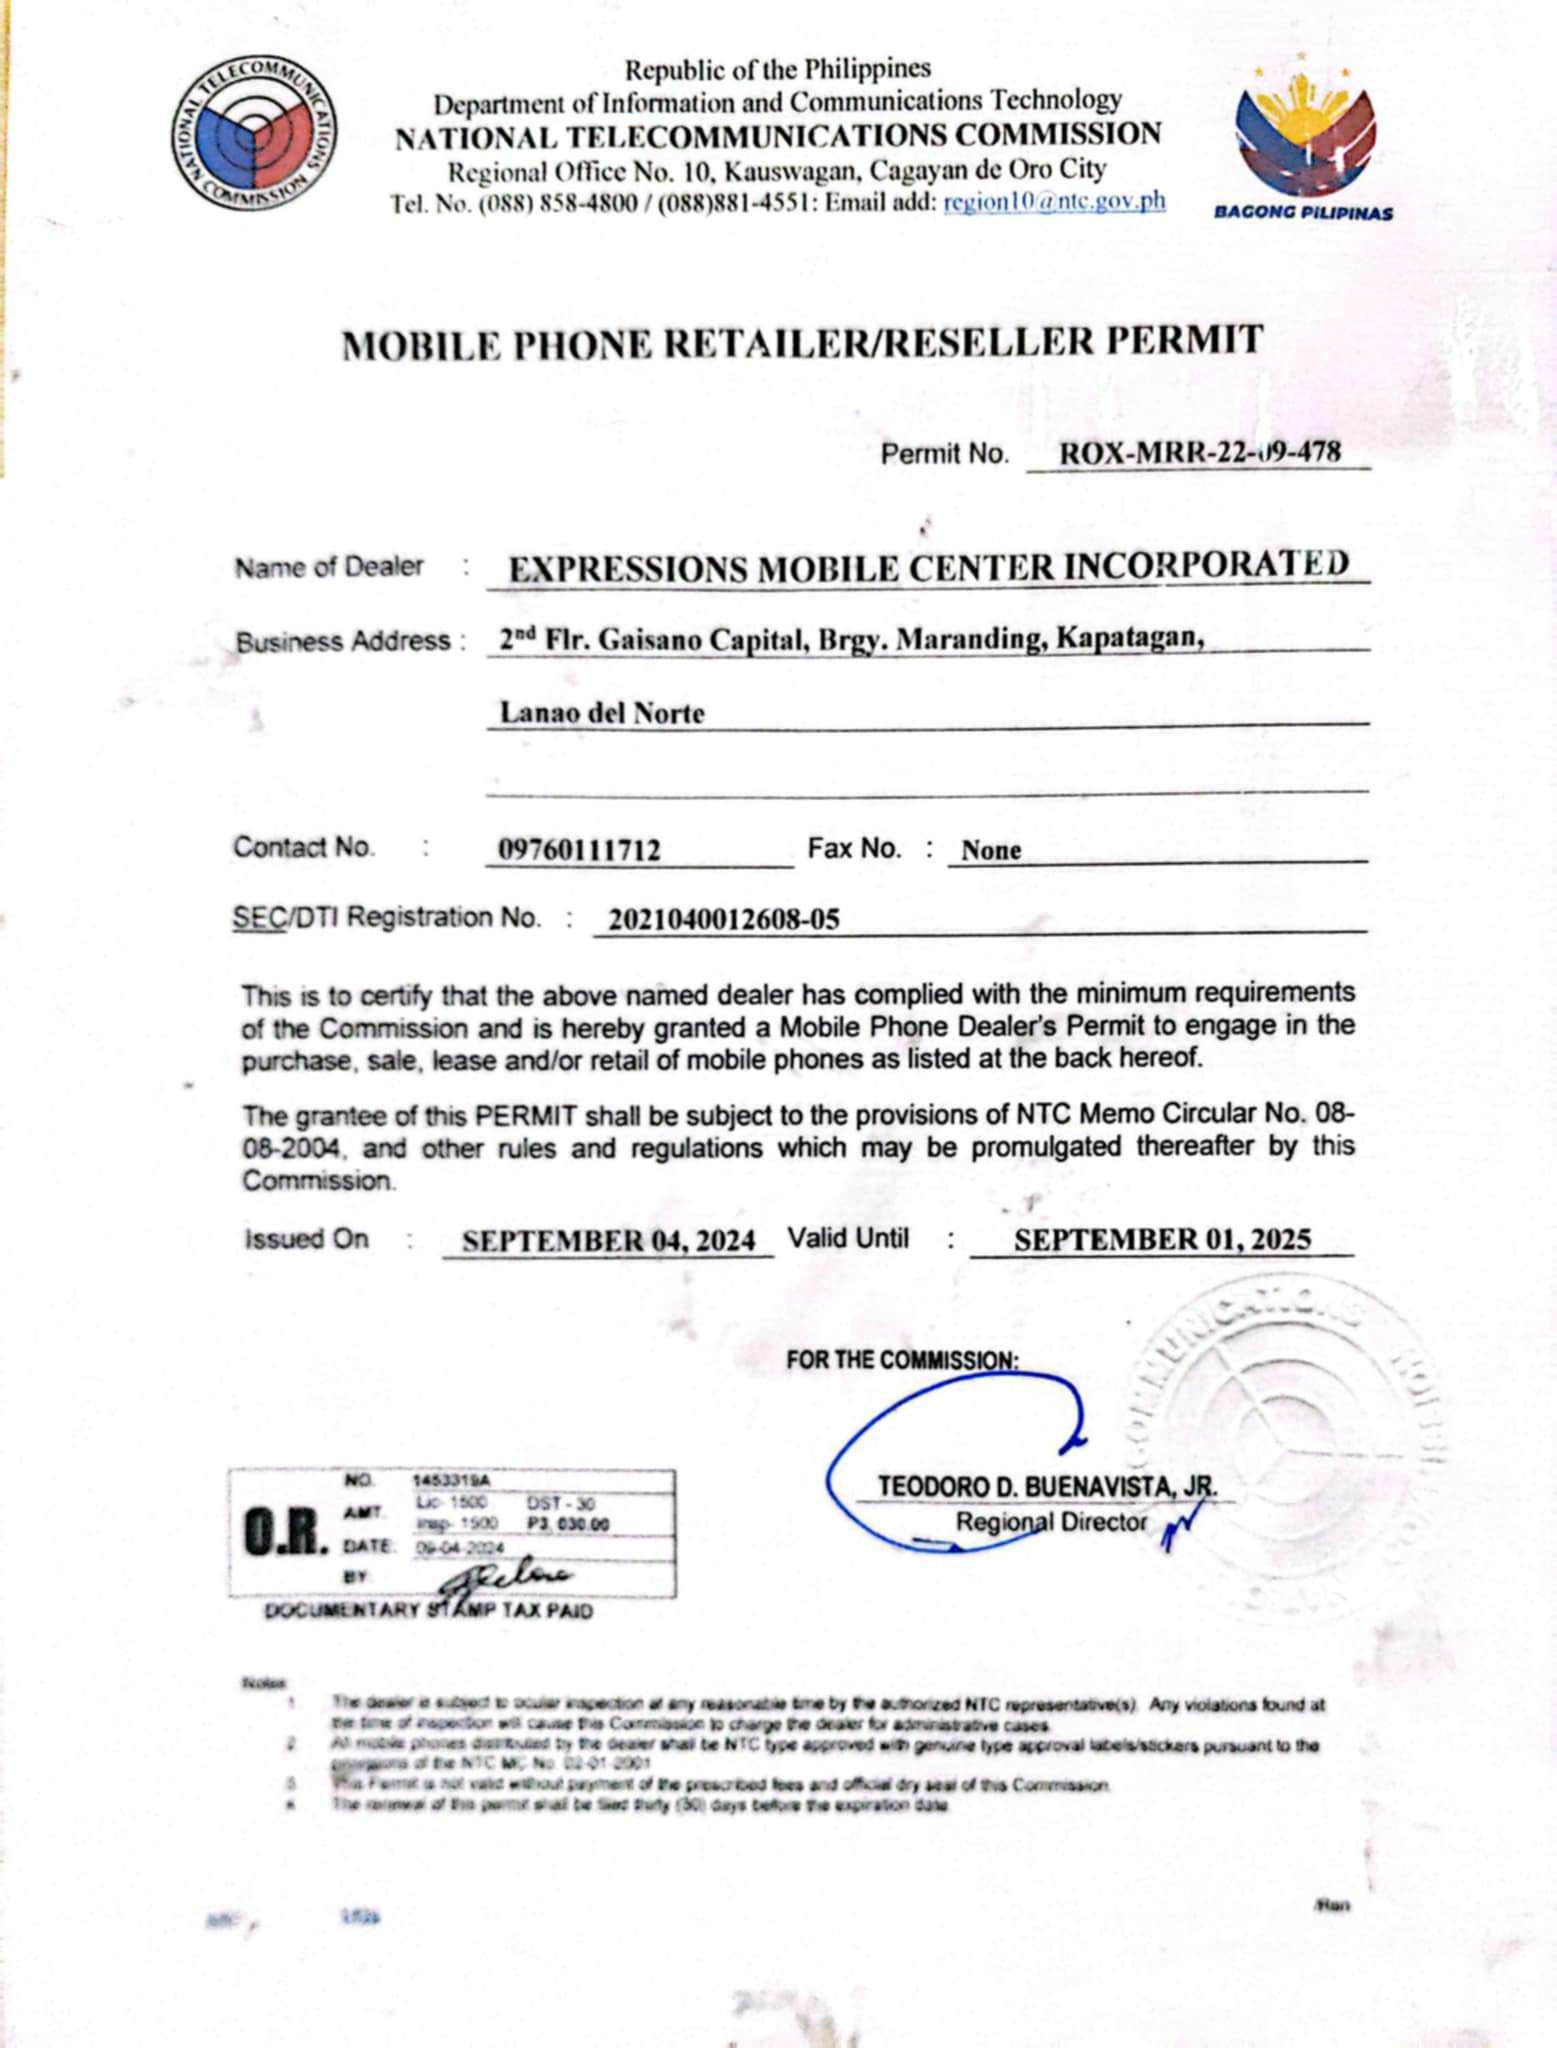 NATIONAL TELECOMMUNICATIONS COMMISSION
Republic of the Philippines
Department of Information and Communications Technology
NATIONAL TELECOMMUNICATIONS COMMISSION
Regional Office No. 10, Kauswagan, Cagayan de Oro City
Tel. No. (088) 858-4800 / (088)881-4551: Email add: region10@ntc.gov.ph
BAGONG PILIPINAS
MOBILE PHONE RETAILER/RESELLER PERMIT
Permit No. ROX-MRR-22-09-478
Name of Dealer : EXPRESSIONS MOBILE CENTER INCORPORATED
Business Address : 2nd Flr. Gaisano Capital, Brgy. Maranding, Kapatagan,
Lanao del Norte
Contact No. : 09760111712 Fax No. : None
SEC/DTI Registration No. : 2021040012608-05
This is to certify that the above named dealer has complied with the minimum requirements
of the Commission and is hereby granted a Mobile Phone Dealer's Permit to engage in the
purchase, sale, lease and/or retail of mobile phones as listed at the back hereof.
The grantee of this PERMIT shall be subject to the provisions of NTC Memo Circular No. 08-
08-2004, and other rules and regulations which may be promulgated thereafter by this
Commission.
Issued On : SEPTEMBER 04, 2024 Valid Until : SEPTEMBER 01, 2025
COMMUNICATIONS
FOR THE COMMISSION:
TEODORO D. BUENAVISTA, JR.
Regional Director
O.R.
NO. 1453319A
AMT. Lic- 1500 DST - 30
Insp- 1500 P3, 030.00
DATE: 09-04-2024
BY:
DOCUMENTARY STAMP TAX PAID
Notes
1 The dealer is subject to ocular inspection at any reasonable time by the authorized NTC representative(s). Any violations found at
the time of inspection will cause this Commission to charge the dealer for administrative cases.
2 All mobile phones distributed by the dealer shall be NTC type approved with genuine type approval labels/stickers pursuant to the
provisions of the NTC MC No. 02-01-2001
3 This Permit is not valid without payment of the prescribed fees and official dry seal of this Commission.
4 The renewal of this permit shall be filed thirty (30) days before the expiration date